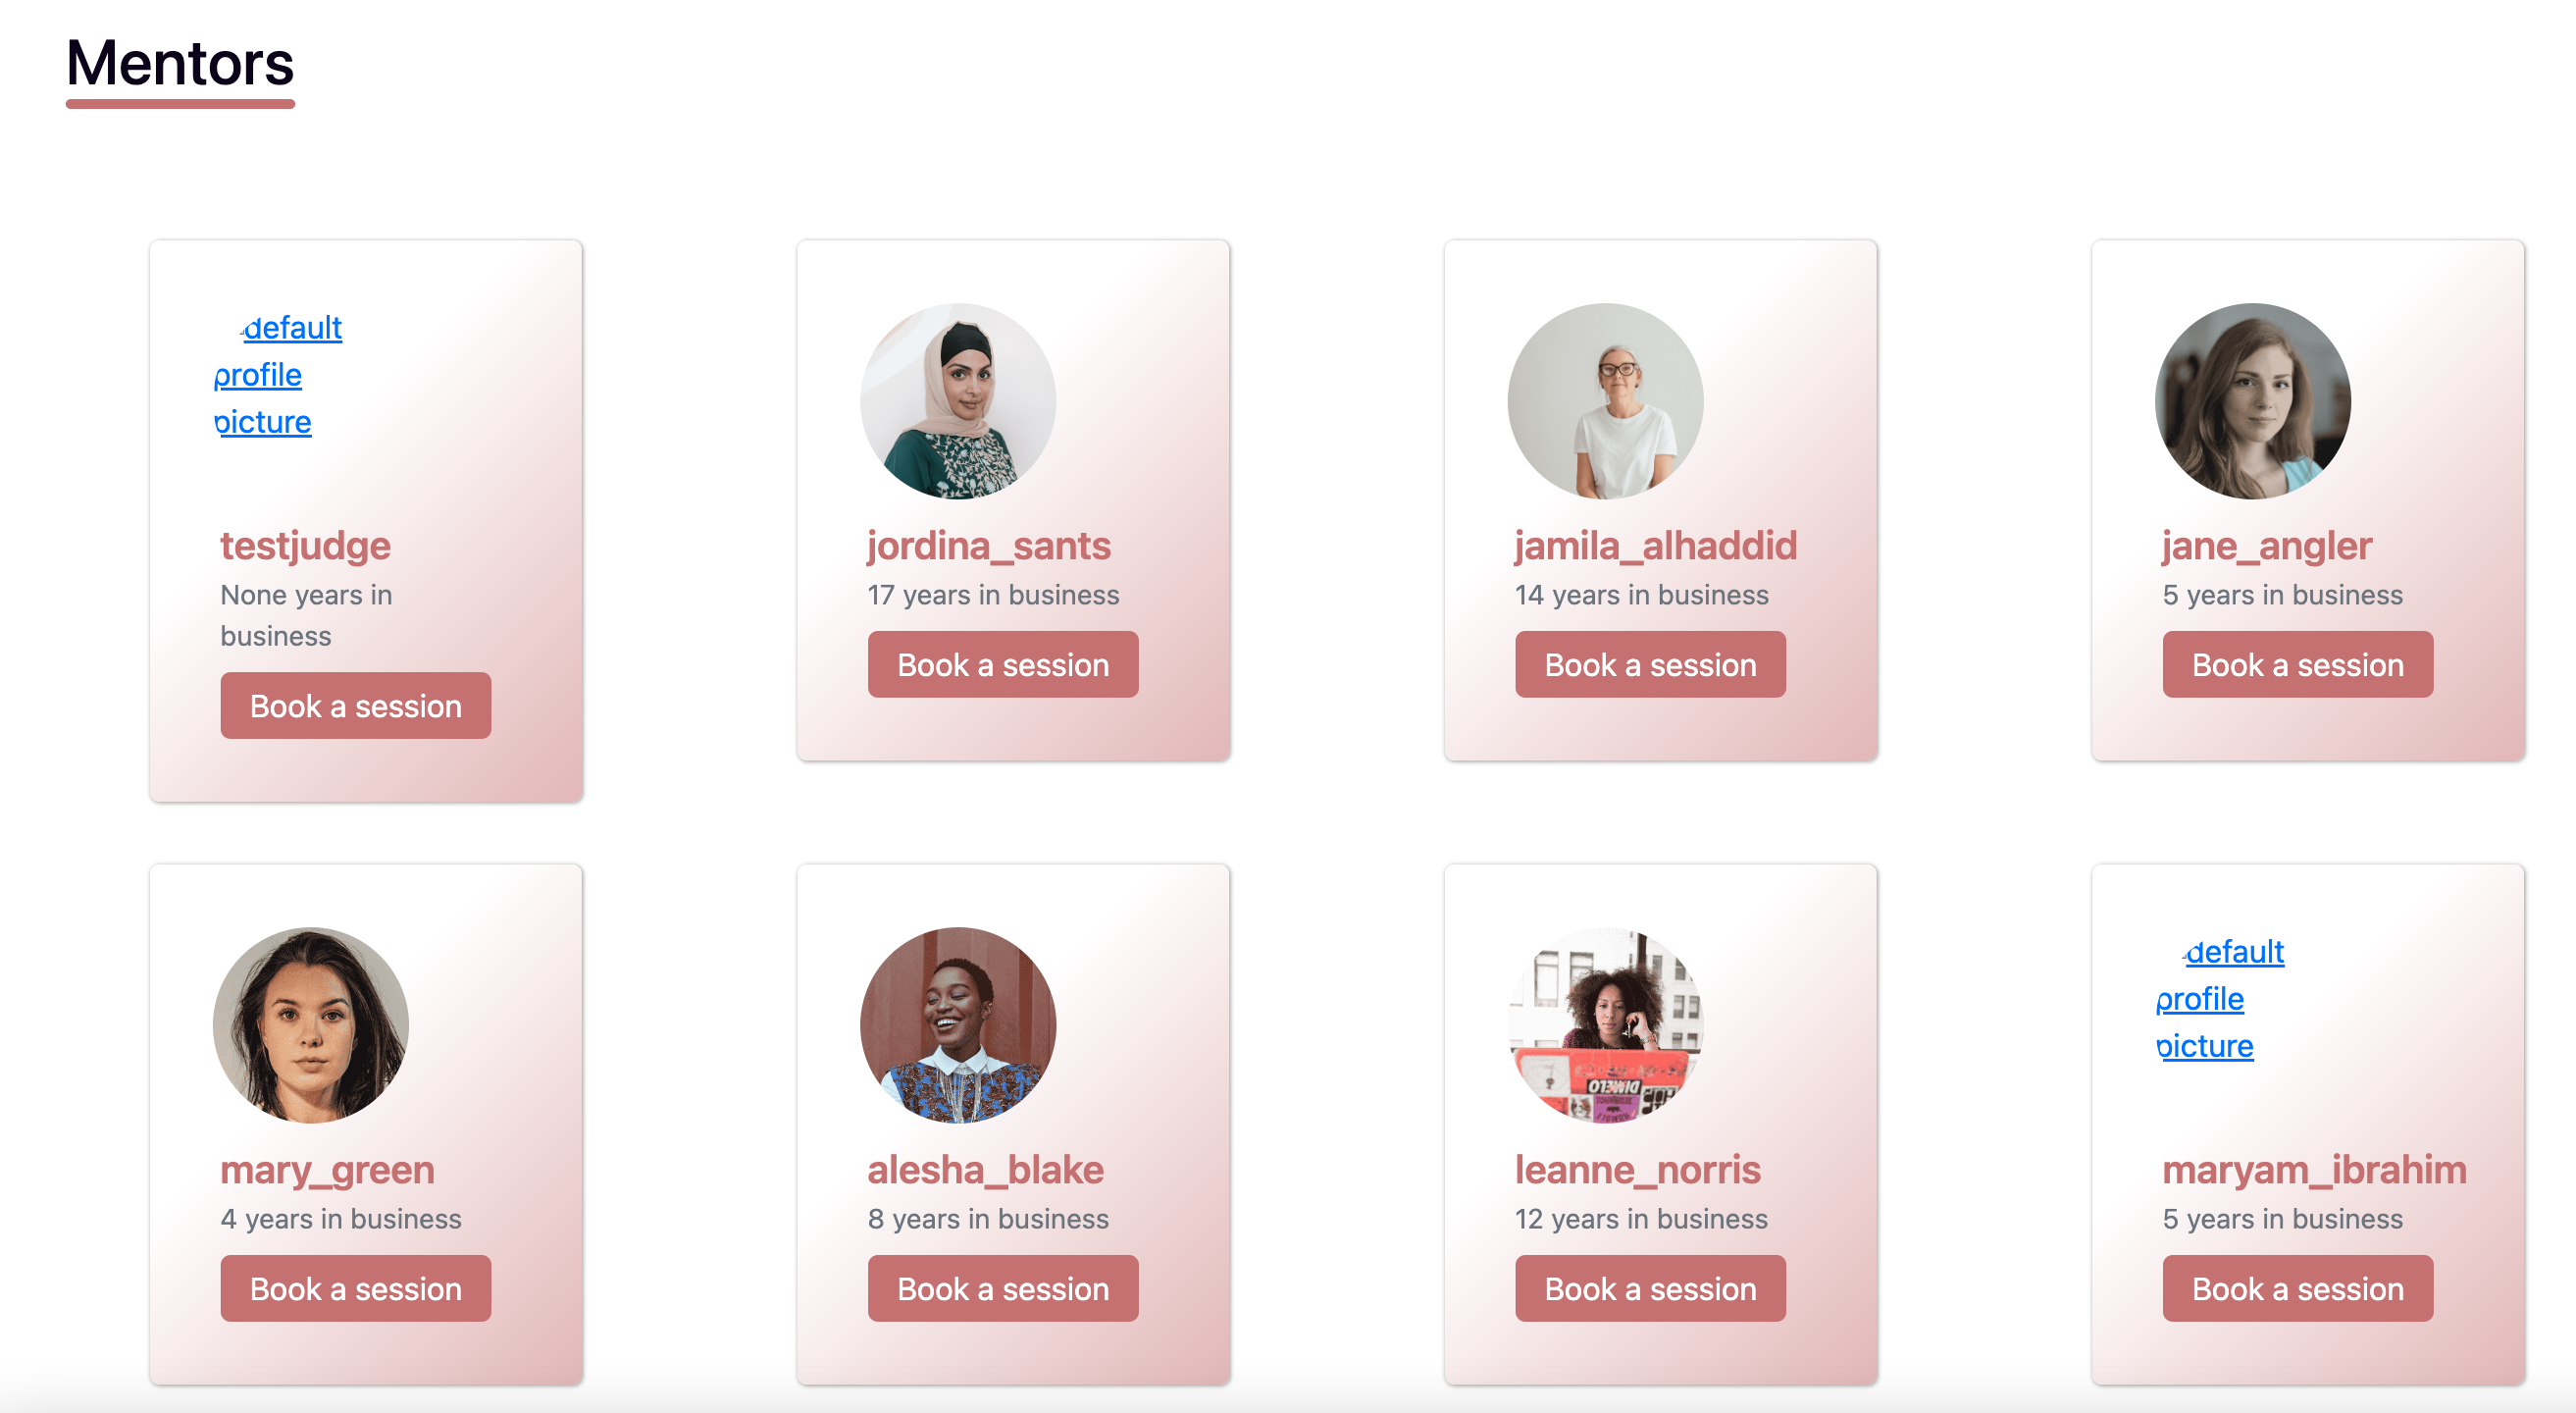 Mentors
default
profile
picture
testjudge
None years in
business
Book a session
jordina_sants
17 years in business
Book a session
jamila_alhaddid
14 years in business
Book a session
jane_angler
5 years in business
Book a session
mary_green
4 years in business
Book a session
alesha_blake
8 years in business
Book a session
leanne_norris
12 years in business
Book a session
default
profile
picture
maryam_ibrahim
5 years in business
Book a session